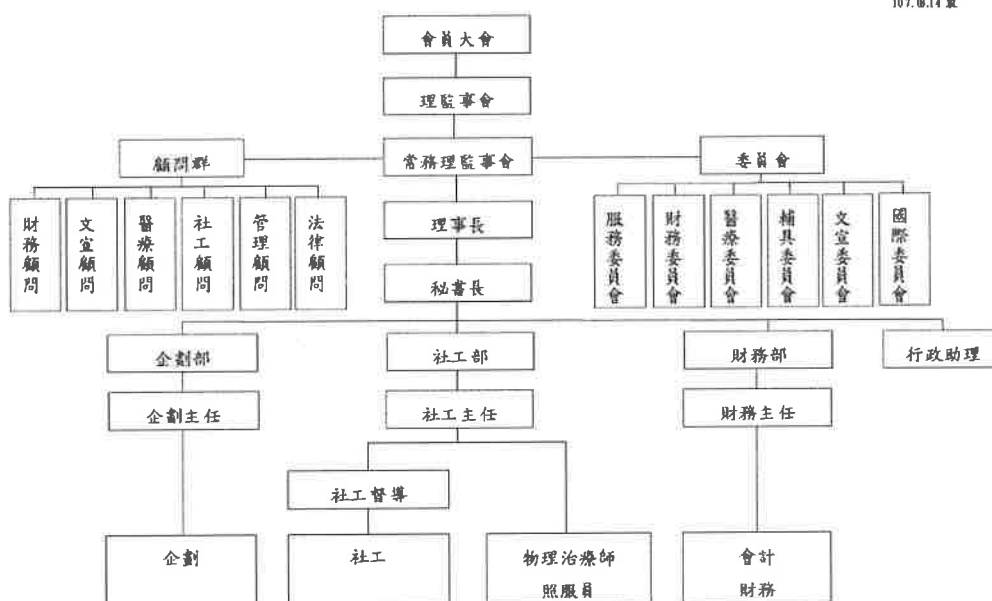 會員大會
理監事會
顧問群
常務理監事會
委員會
財務顧問
文宣顧問
醫療顧問
社工顧問
管理顧問
法律顧問
理事長
服務委員會
財務委員會
醫療委員會
輔具委員會
文宣委員會
國際委員會
秘書長
企劃部
社工部
財務部
行政助理
企劃主任
社工主任
財務主任
社工督導
企劃
社工
物理治療師
照服員
會計
財務